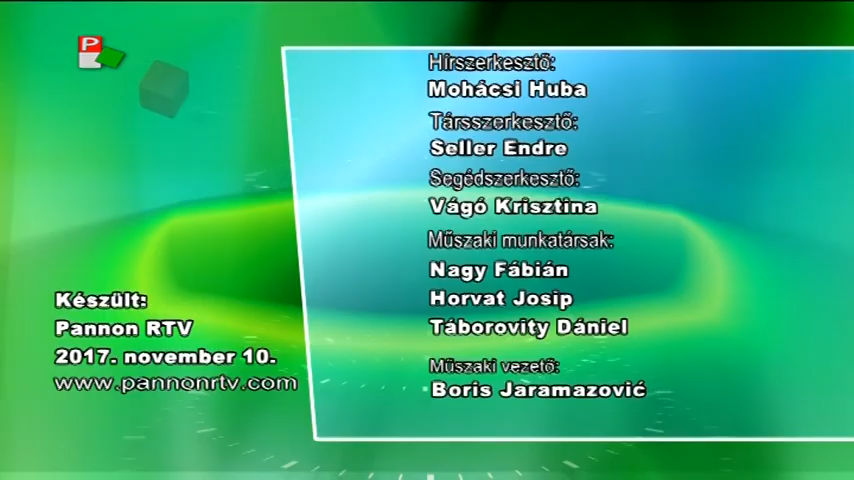 P
Hírszerkesztő:
Mohácsi Huba
Társszerkesztő:
Seller Endre
Segédszerkesztő:
Vágó Krisztina
Műszaki munkatársak:
Nagy Fábián
Horvat Josip
Táborovity Dániel
Műszaki vezető:
Boris Jaramazović
Készült:
Pannon RTV
2017. november 10.
www.pannonrtv.com